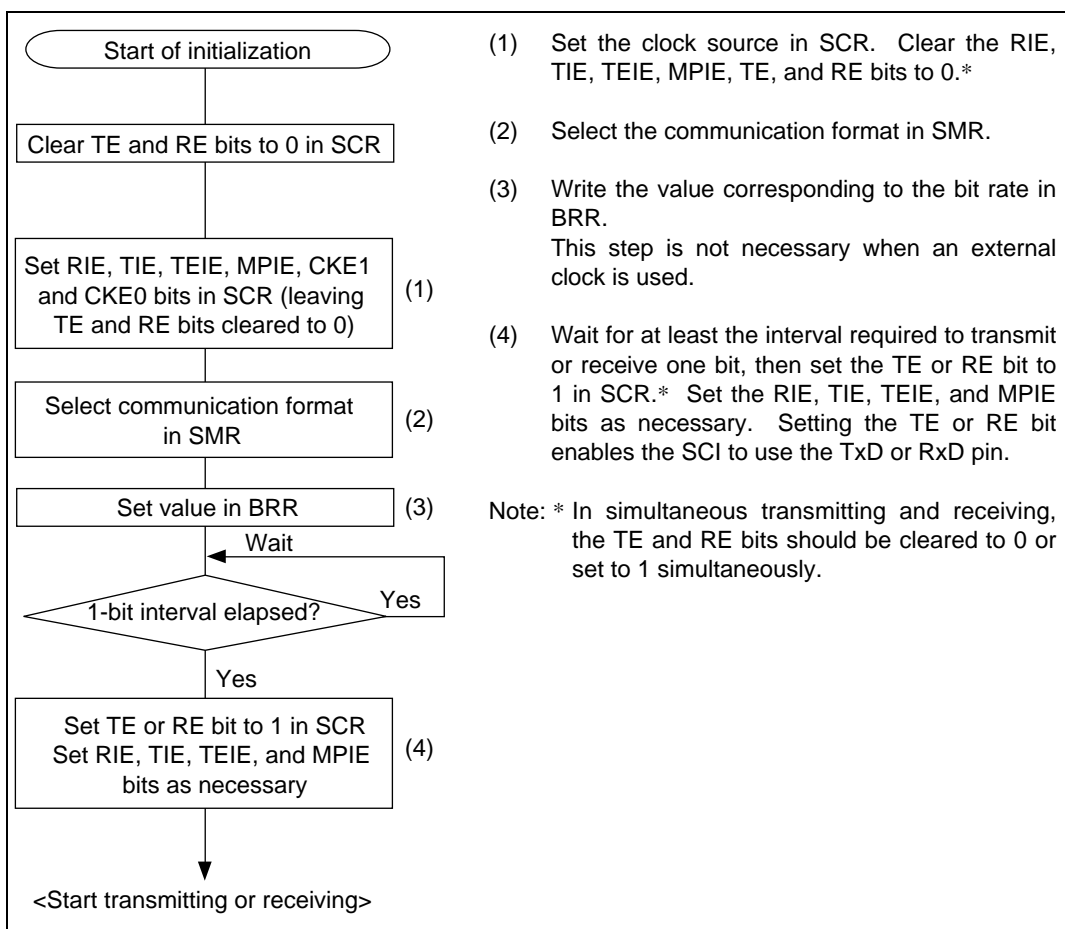 Start of initialization
Clear TE and RE bits to 0 in SCR
Set RIE, TIE, TEIE, MPIE, CKE1
and CKE0 bits in SCR (leaving
TE and RE bits cleared to 0)
(1)
Select communication format
in SMR
(2)
Set value in BRR
(3)
Wait
1-bit interval elapsed?
Yes
Yes
Set TE or RE bit to 1 in SCR
Set RIE, TIE, TEIE, and MPIE
bits as necessary
(4)
<Start transmitting or receiving>
(1) Set the clock source in SCR. Clear the RIE,
TIE, TEIE, MPIE, TE, and RE bits to 0.*
(2) Select the communication format in SMR.
(3) Write the value corresponding to the bit rate in
BRR.
This step is not necessary when an external
clock is used.
(4) Wait for at least the interval required to transmit
or receive one bit, then set the TE or RE bit to
1 in SCR.* Set the RIE, TIE, TEIE, and MPIE
bits as necessary. Setting the TE or RE bit
enables the SCI to use the TxD or RxD pin.
Note: * In simultaneous transmitting and receiving,
the TE and RE bits should be cleared to 0 or
set to 1 simultaneously.